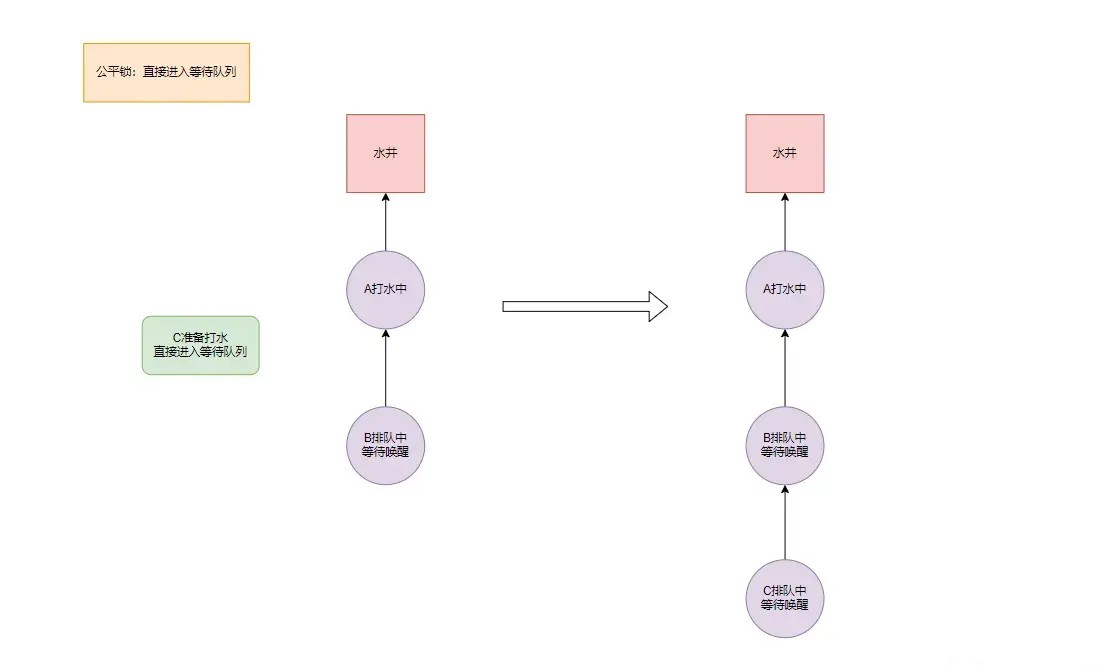 公平锁：直接进入等待队列
水井
水井
A打水中
A打水中
C准备打水
直接进入等待队列
B排队中
等待唤醒
B排队中
等待唤醒
C排队中
等待唤醒